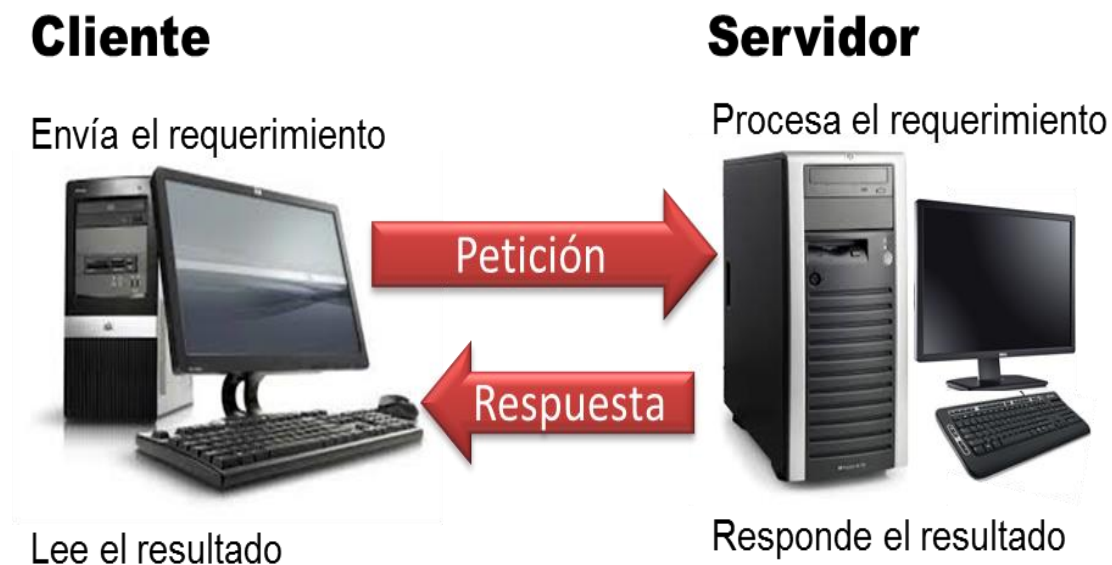 Cliente
Servidor
Envía el requerimiento
Procesa el requerimiento
Petición
Respuesta
Lee el resultado
Responde el resultado